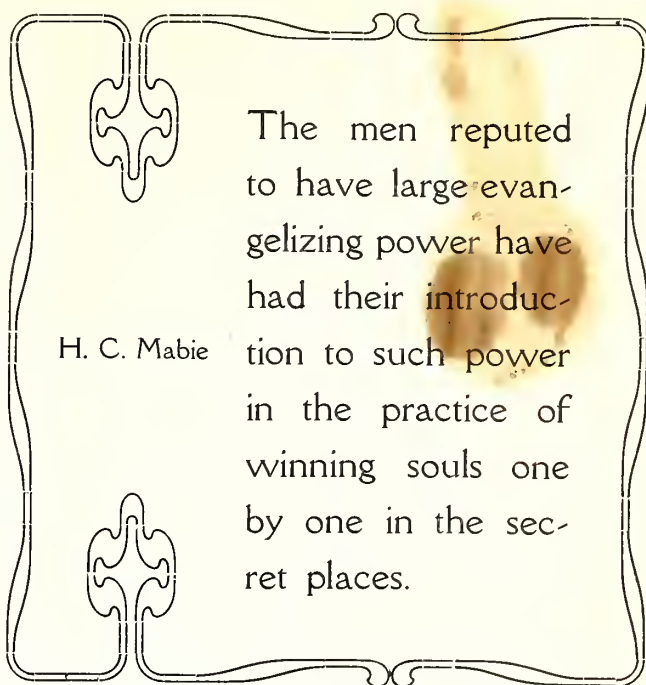 The men reputed
to have large evan-
gelizing power have
had their introduc-
H. C. Mabie
tion to such power
in the practice of
winning souls one
by one in the sec-
ret places.